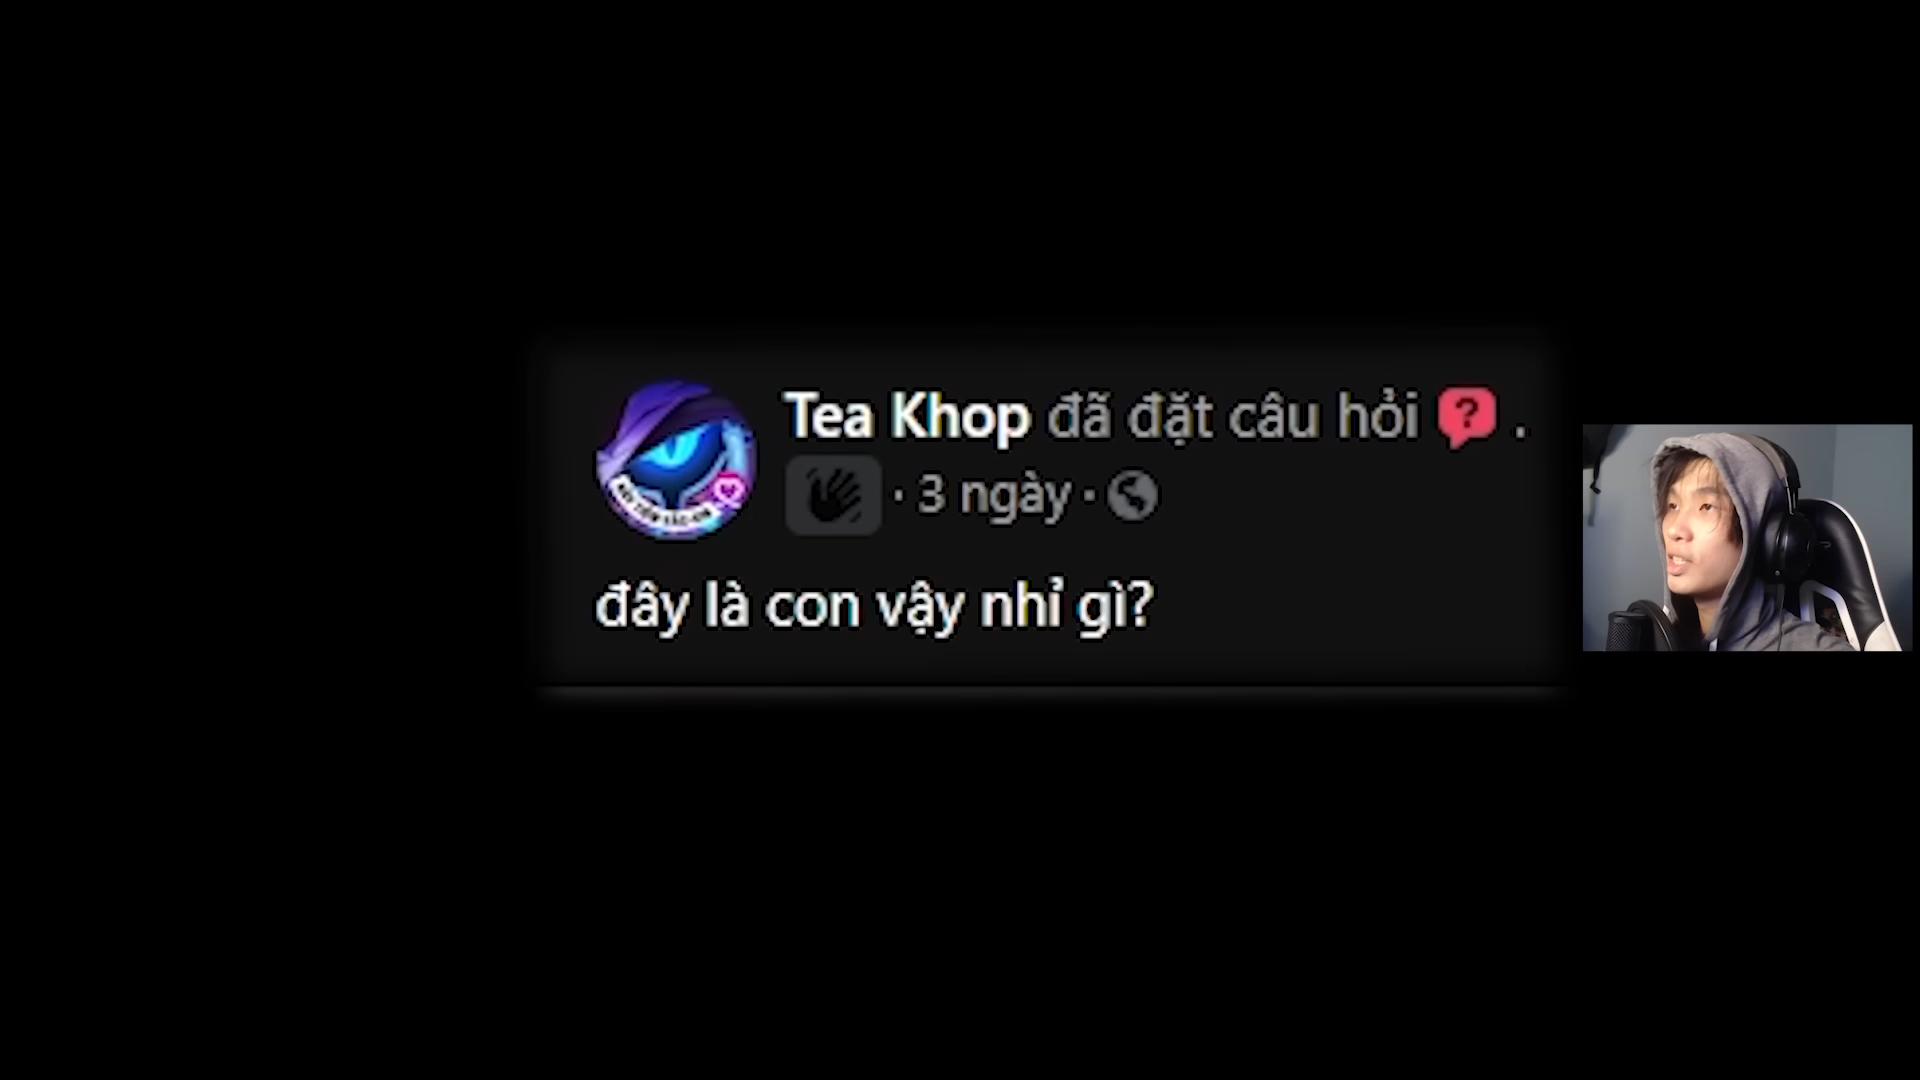 Tea Khop đã đặt câu hỏi ? .
· 3 ngày ·
đây là con vậy nhỉ gì?